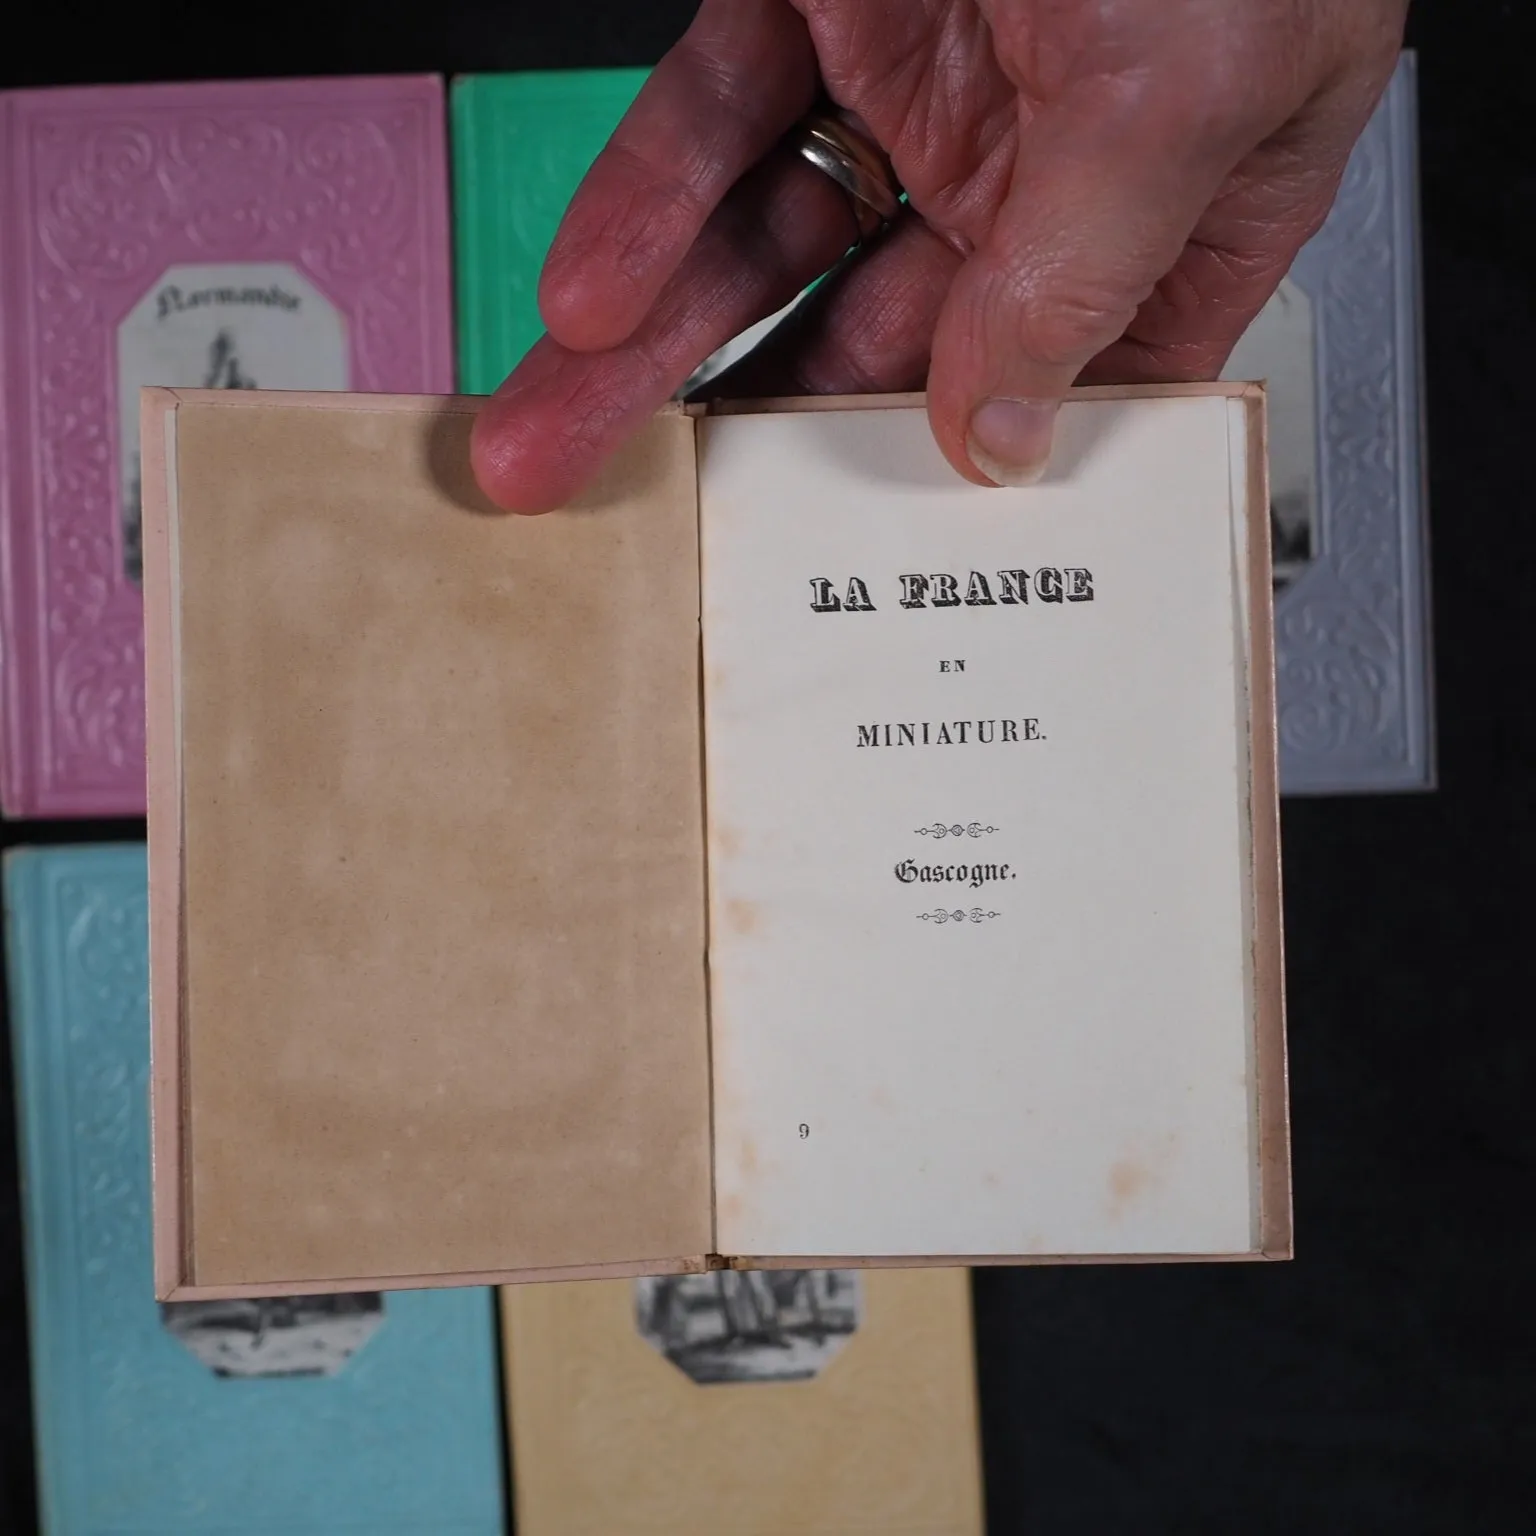 Normandie
LA FRANCE
EN
MINIATURE.
Gascogne.
9